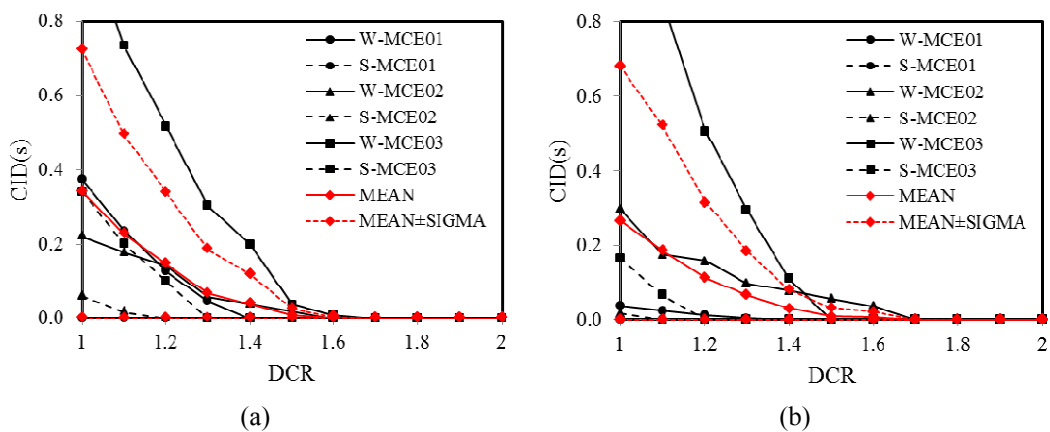 0.8
0.6
0.4
0.2
0.0
CID(s)
1
1.2
1.4
1.6
1.8
2
DCR
W-MCE01
S-MCE01
W-MCE02
S-MCE02
W-MCE03
S-MCE03
MEAN
MEAN±SIGMA
(a)
0.8
0.6
0.4
0.2
0.0
CID(s)
1
1.2
1.4
1.6
1.8
2
DCR
W-MCE01
S-MCE01
W-MCE02
S-MCE02
W-MCE03
S-MCE03
MEAN
MEAN±SIGMA
(b)